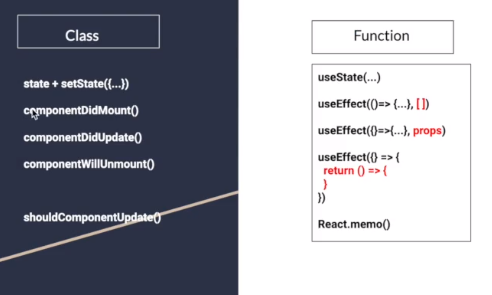 Class
state + setState({...})
componentDidMount()
componentDidUpdate()
componentWillUnmount()
shouldComponentUpdate()
Function
useState(...)
useEffect(()=> {...}, [ ])
useEffect({}=>{...}, props)
useEffect({} => {
return () => {
}
})
React.memo()